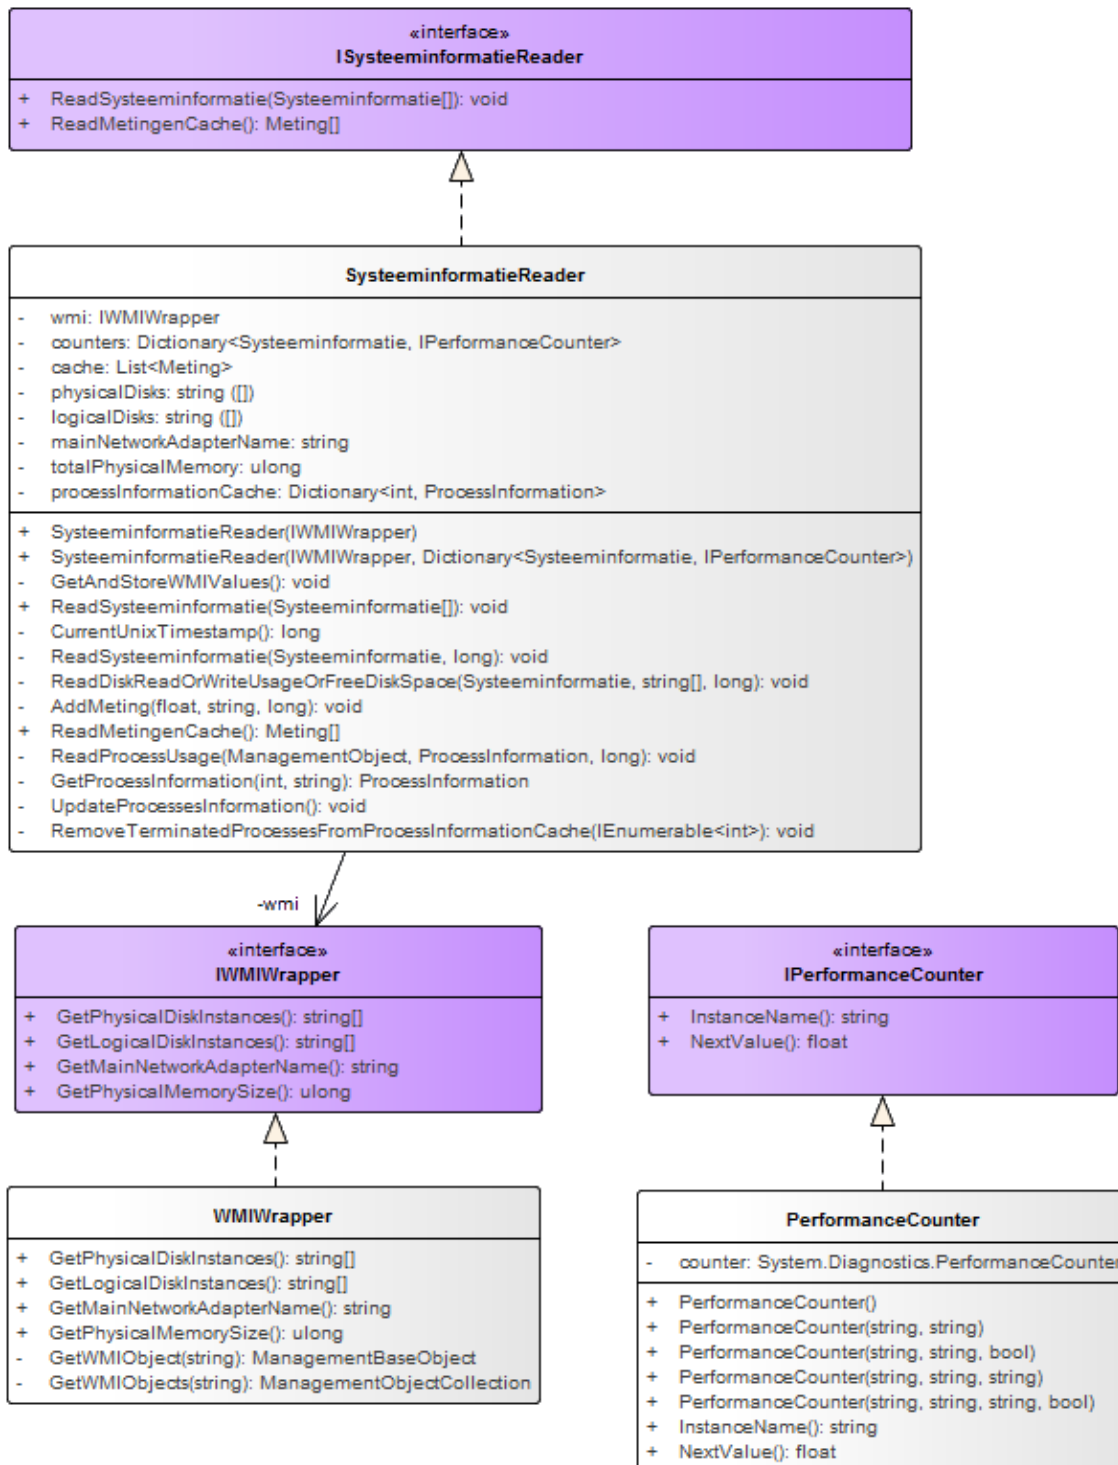 «interface»
ISysteeminformatieReader
+ ReadSysteeminformatie(Systeeminformatie[]): void
+ ReadMetingenCache(): Meting[]
SysteeminformatieReader
- wmi: IWMIWrapper
- counters: Dictionary<Systeeminformatie, IPerformanceCounter>
- cache: List<Meting>
- physicalDisks: string ([])
- logicalDisks: string ([])
- mainNetworkAdapterName: string
- totalPhysicalMemory: ulong
- processInformationCache: Dictionary<int, ProcessInformation>
+ SysteeminformatieReader(IWMIWrapper)
+ SysteeminformatieReader(IWMIWrapper, Dictionary<Systeeminformatie, IPerformanceCounter>)
- GetAndStoreWMIValues(): void
+ ReadSysteeminformatie(Systeeminformatie[]): void
- CurrentUnixTimestamp(): long
- ReadSysteeminformatie(Systeeminformatie, long): void
- ReadDiskReadOrWriteUsageOrFreeDiskSpace(Systeeminformatie, string[], long): void
- AddMeting(float, string, long): void
+ ReadMetingenCache(): Meting[]
- ReadProcessUsage(ManagementObject, ProcessInformation, long): void
- GetProcessInformation(int, string): ProcessInformation
- UpdateProcessesInformation(): void
- RemoveTerminatedProcessesFromProcessInformationCache(IEnumerable<int>): void
-wmi
«interface»
IWMIWrapper
+ GetPhysicalDiskInstances(): string[]
+ GetLogicalDiskInstances(): string[]
+ GetMainNetworkAdapterName(): string
+ GetPhysicalMemorySize(): ulong
«interface»
IPerformanceCounter
+ InstanceName(): string
+ NextValue(): float
WMIWrapper
+ GetPhysicalDiskInstances(): string[]
+ GetLogicalDiskInstances(): string[]
+ GetMainNetworkAdapterName(): string
+ GetPhysicalMemorySize(): ulong
- GetWMIObject(string): ManagementBaseObject
- GetWMIObjects(string): ManagementObjectCollection
PerformanceCounter
- counter: System.Diagnostics.PerformanceCounter
+ PerformanceCounter()
+ PerformanceCounter(string, string)
+ PerformanceCounter(string, string, bool)
+ PerformanceCounter(string, string, string)
+ PerformanceCounter(string, string, string, bool)
+ InstanceName(): string
+ NextValue(): float